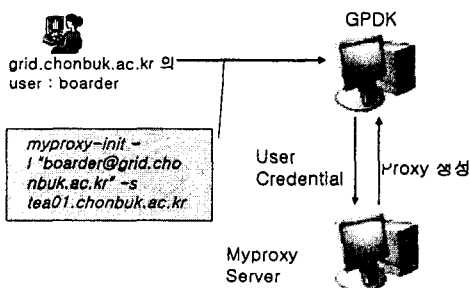 GPDK
grid.chonbuk.ac.kr 의
user : boarder
myproxy-init -
l "boarder@grid.cho
nbuk.ac.kr" -s
tea01.chonbuk.ac.kr
User
Credential
Proxy 생성
Myproxy
Server